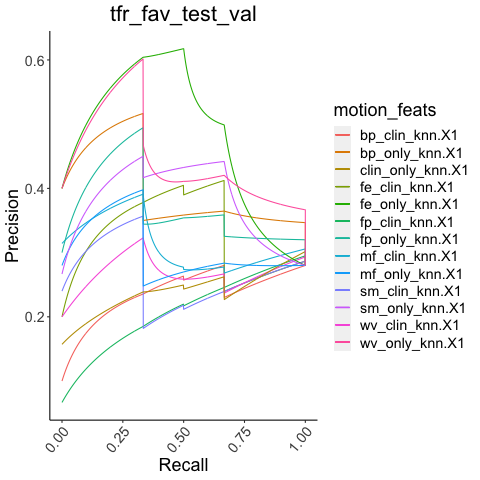 tfr_fav_test_val
0.6
0.4
0.2
Precision
0.00
0.25
0.50
0.75
1.00
Recall
motion_feats
bp_clin_knn.X1
bp_only_knn.X1
clin_only_knn.X1
fe_clin_knn.X1
fe_only_knn.X1
fp_clin_knn.X1
fp_only_knn.X1
mf_clin_knn.X1
mf_only_knn.X1
sm_clin_knn.X1
sm_only_knn.X1
wv_clin_knn.X1
wv_only_knn.X1